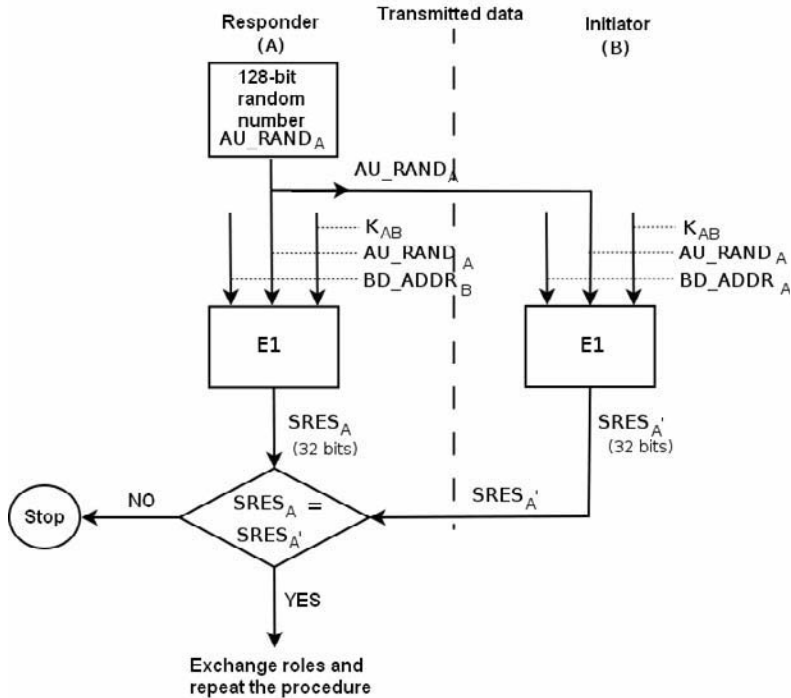 Transmitted data
Responder
(A)
Initiator
(B)
128-bit
random
number
AU_RAND_A
AU_RAND_A
K_AB
AU_RAND_A
BD_ADDR_B
K_AB
AU_RAND_A
BD_ADDR_A
E1
E1
SRES_A
(32 bits)
SRES_A'
(32 bits)
NO
Stop
SRES_A =
SRES_A'
SRES_A'
YES
Exchange roles and
repeat the procedure